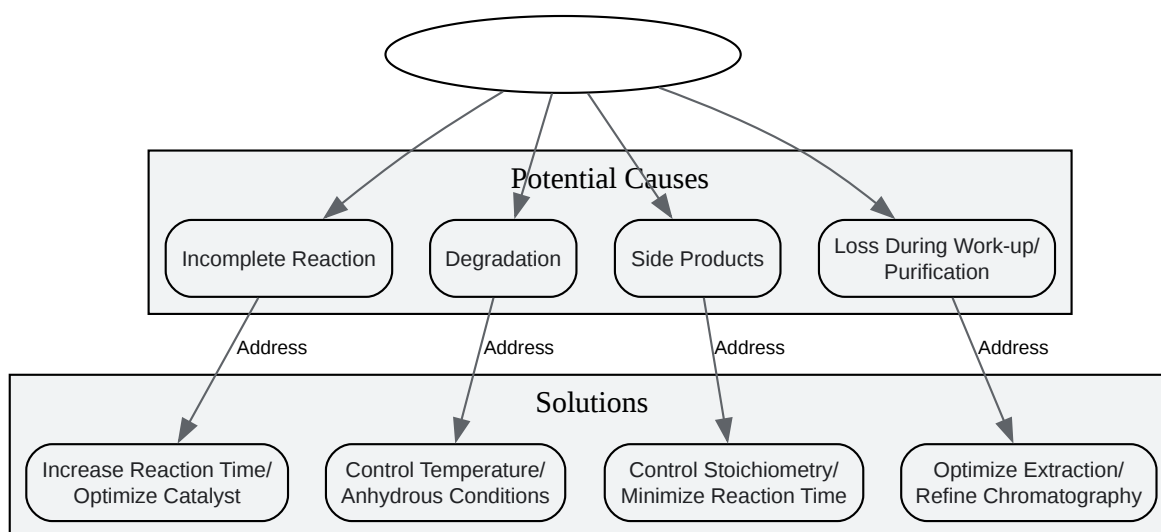 Potential Causes
Incomplete Reaction
Degradation
Side Products
Loss During Work-up/
Purification
Address
Address
Address
Address
Solutions
Increase Reaction Time/
Optimize Catalyst
Control Temperature/
Anhydrous Conditions
Control Stoichiometry/
Minimize Reaction Time
Optimize Extraction/
Refine Chromatography